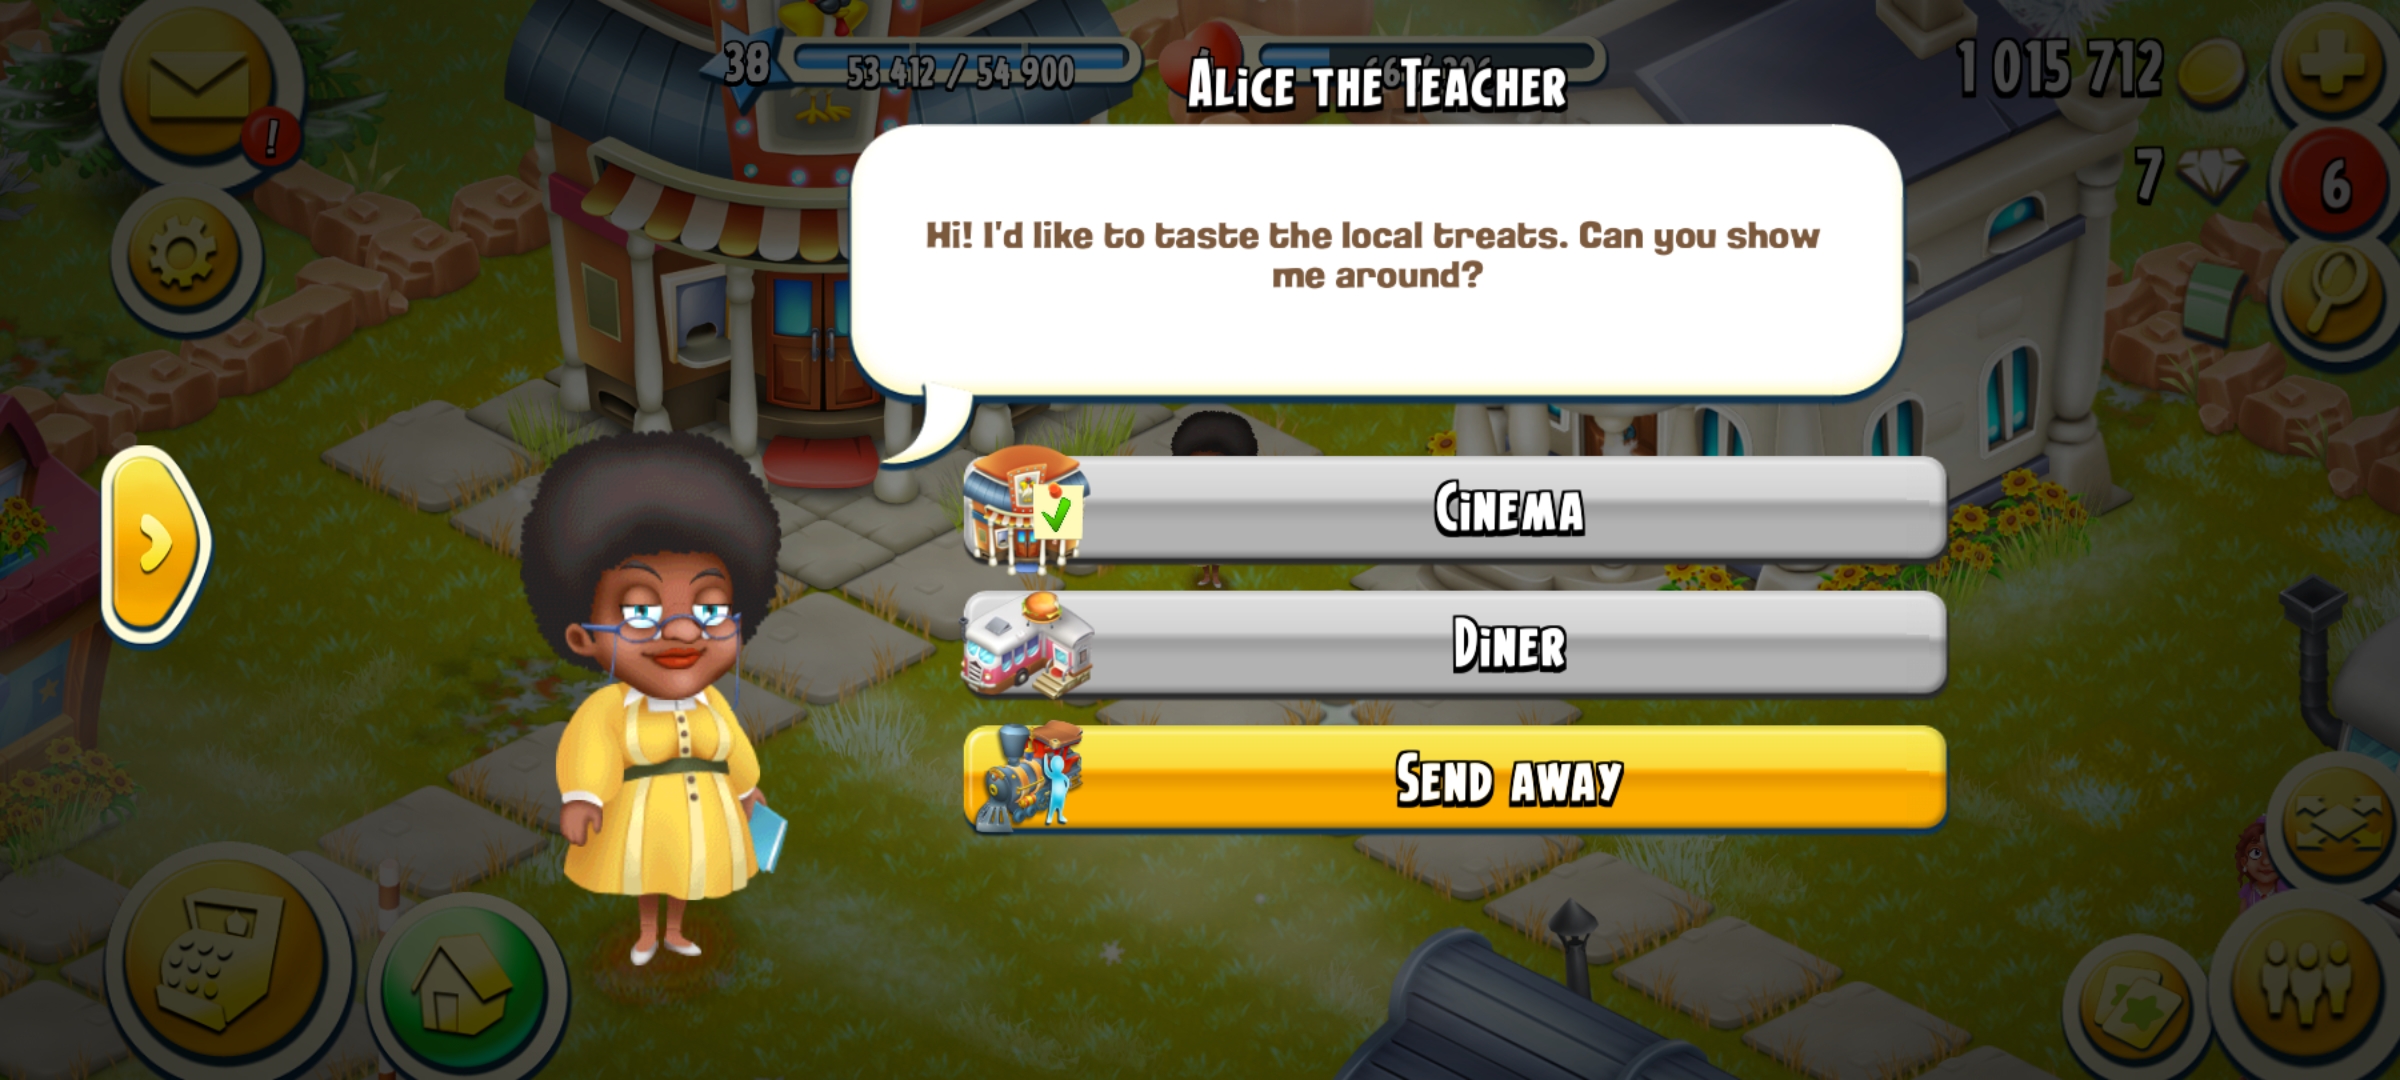 38
53 412 / 54 900
Alice the Teacher
1 015 712
7
6
!
Hi! I'd like to taste the local treats. Can you show
me around?
Cinema
Diner
Send away